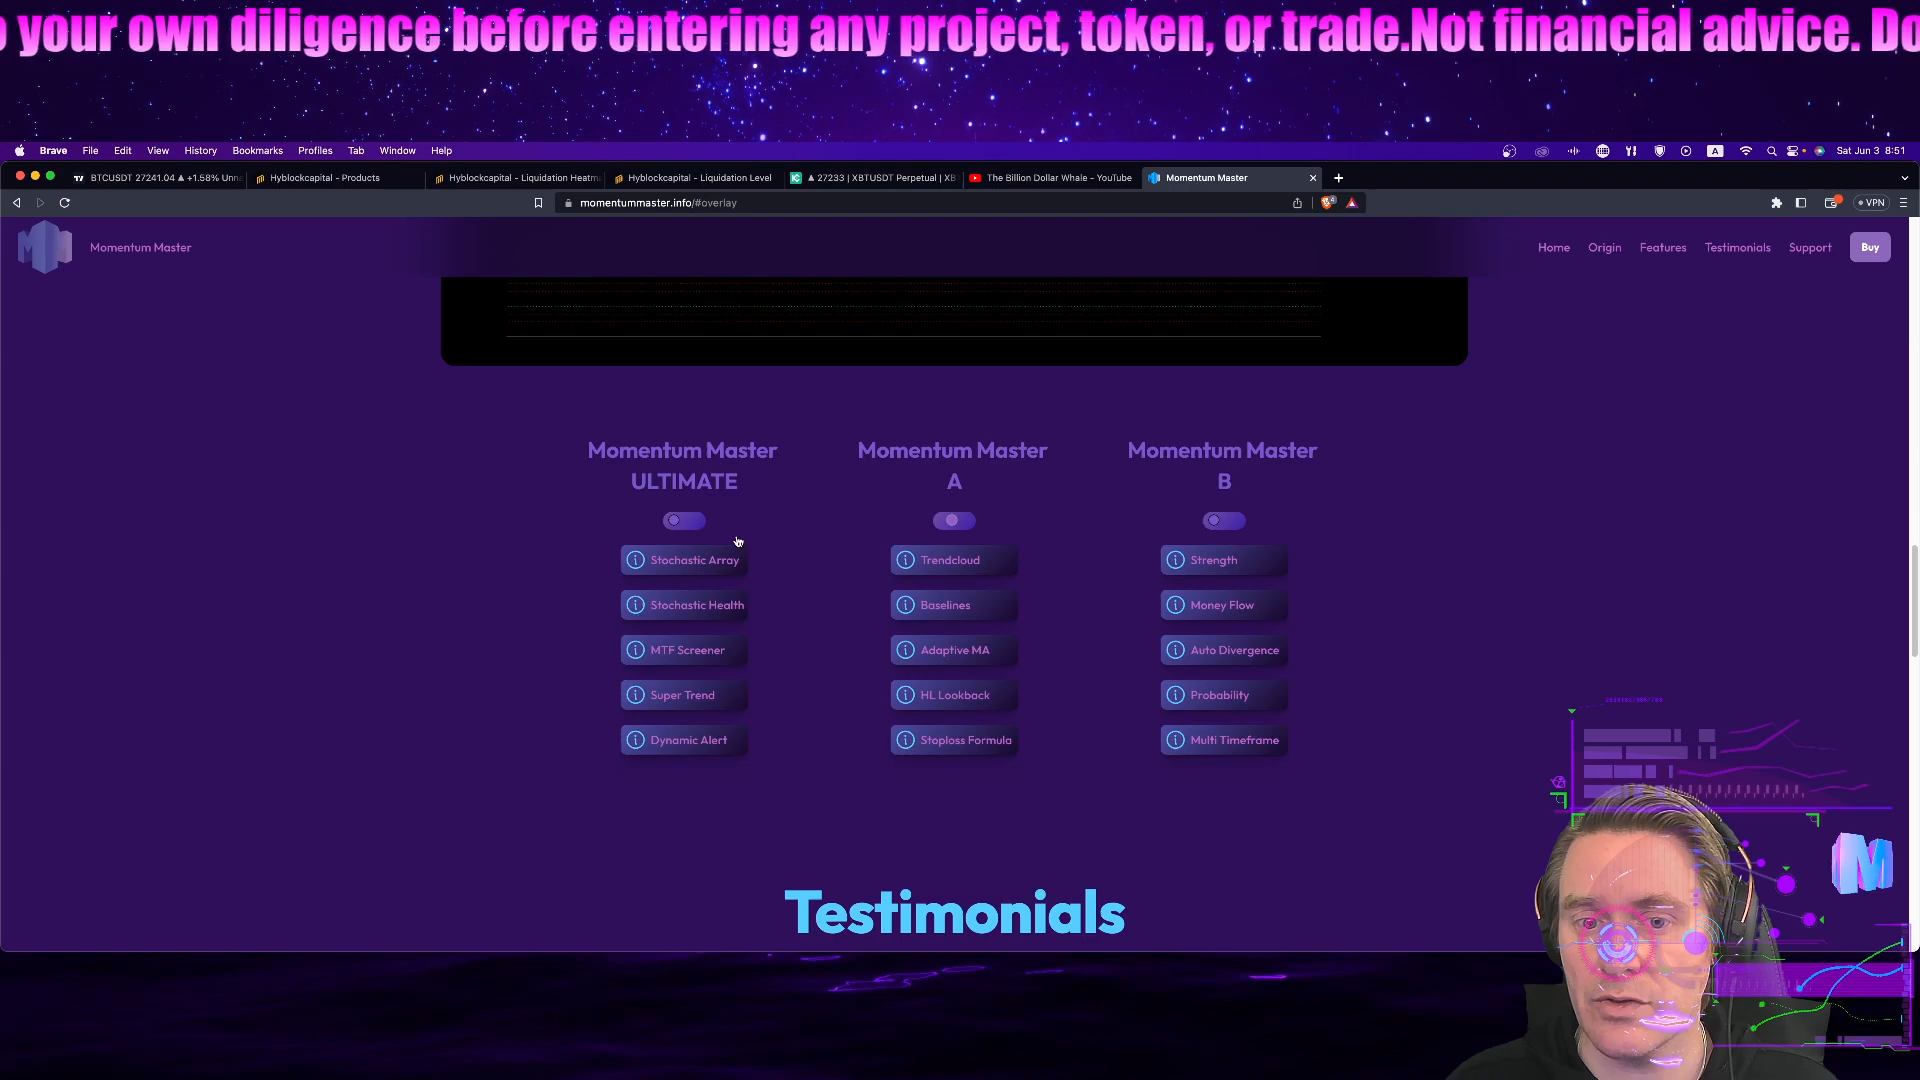 o your own diligence before entering any project, token, or trade.Not financial advice. Do
Brave File Edit View History Bookmarks Profiles Tab Window Help
A
Sat Jun 3 8:51
BTCUSDT 27241.04 ▲ +1.58% Unna
Hyblockcapital - Products
Hyblockcapital - Liquidation Heatm
Hyblockcapital - Liquidation Level
▲ 27233 | XBTUSDT Perpetual | XB
The Billion Dollar Whale - YouTube
Momentum Master
momentummaster.info/#overlay
VPN
Momentum Master
Home Origin Features Testimonials Support Buy
Momentum Master
ULTIMATE
Stochastic Array
Stochastic Health
MTF Screener
Super Trend
Dynamic Alert
Momentum Master
A
Trendcloud
Baselines
Adaptive MA
HL Lookback
Stoploss Formula
Momentum Master
B
Strength
Money Flow
Auto Divergence
Probability
Multi Timeframe
Testimonials
M